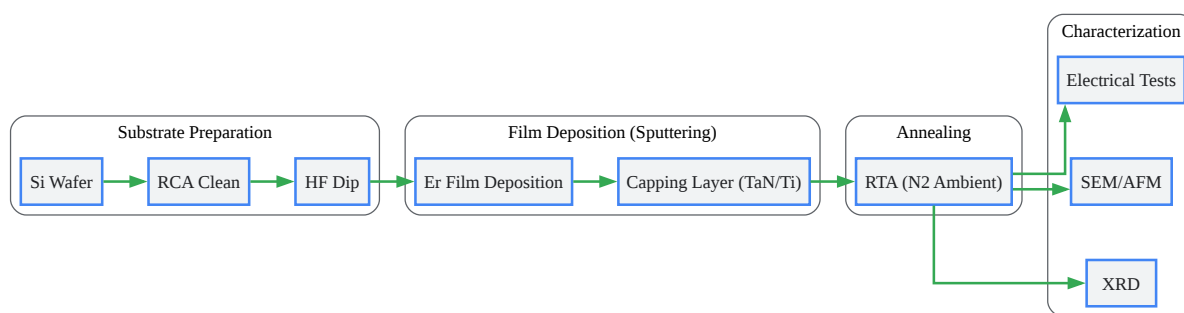 Characterization
Electrical Tests
Substrate Preparation
Film Deposition (Sputtering)
Annealing
Si Wafer
RCA Clean
HF Dip
Er Film Deposition
Capping Layer (TaN/Ti)
RTA (N2 Ambient)
SEM/AFM
XRD